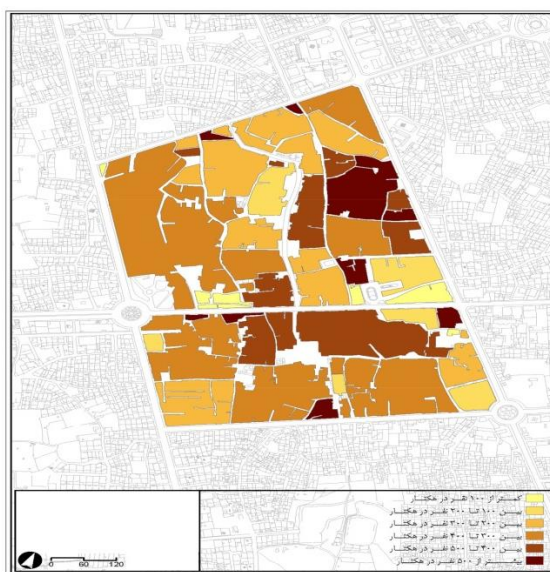 کمتر از ۱۰۰ نفر در هکتار
بین ۱۰۰ تا ۲۰۰ نفر در هکتار
بین ۲۰۰ تا ۳۰۰ نفر در هکتار
بین ۳۰۰ تا ۴۰۰ نفر در هکتار
بین ۴۰۰ تا ۵۰۰ نفر در هکتار
بیشتر از ۵۰۰ نفر در هکتار
0 60 120